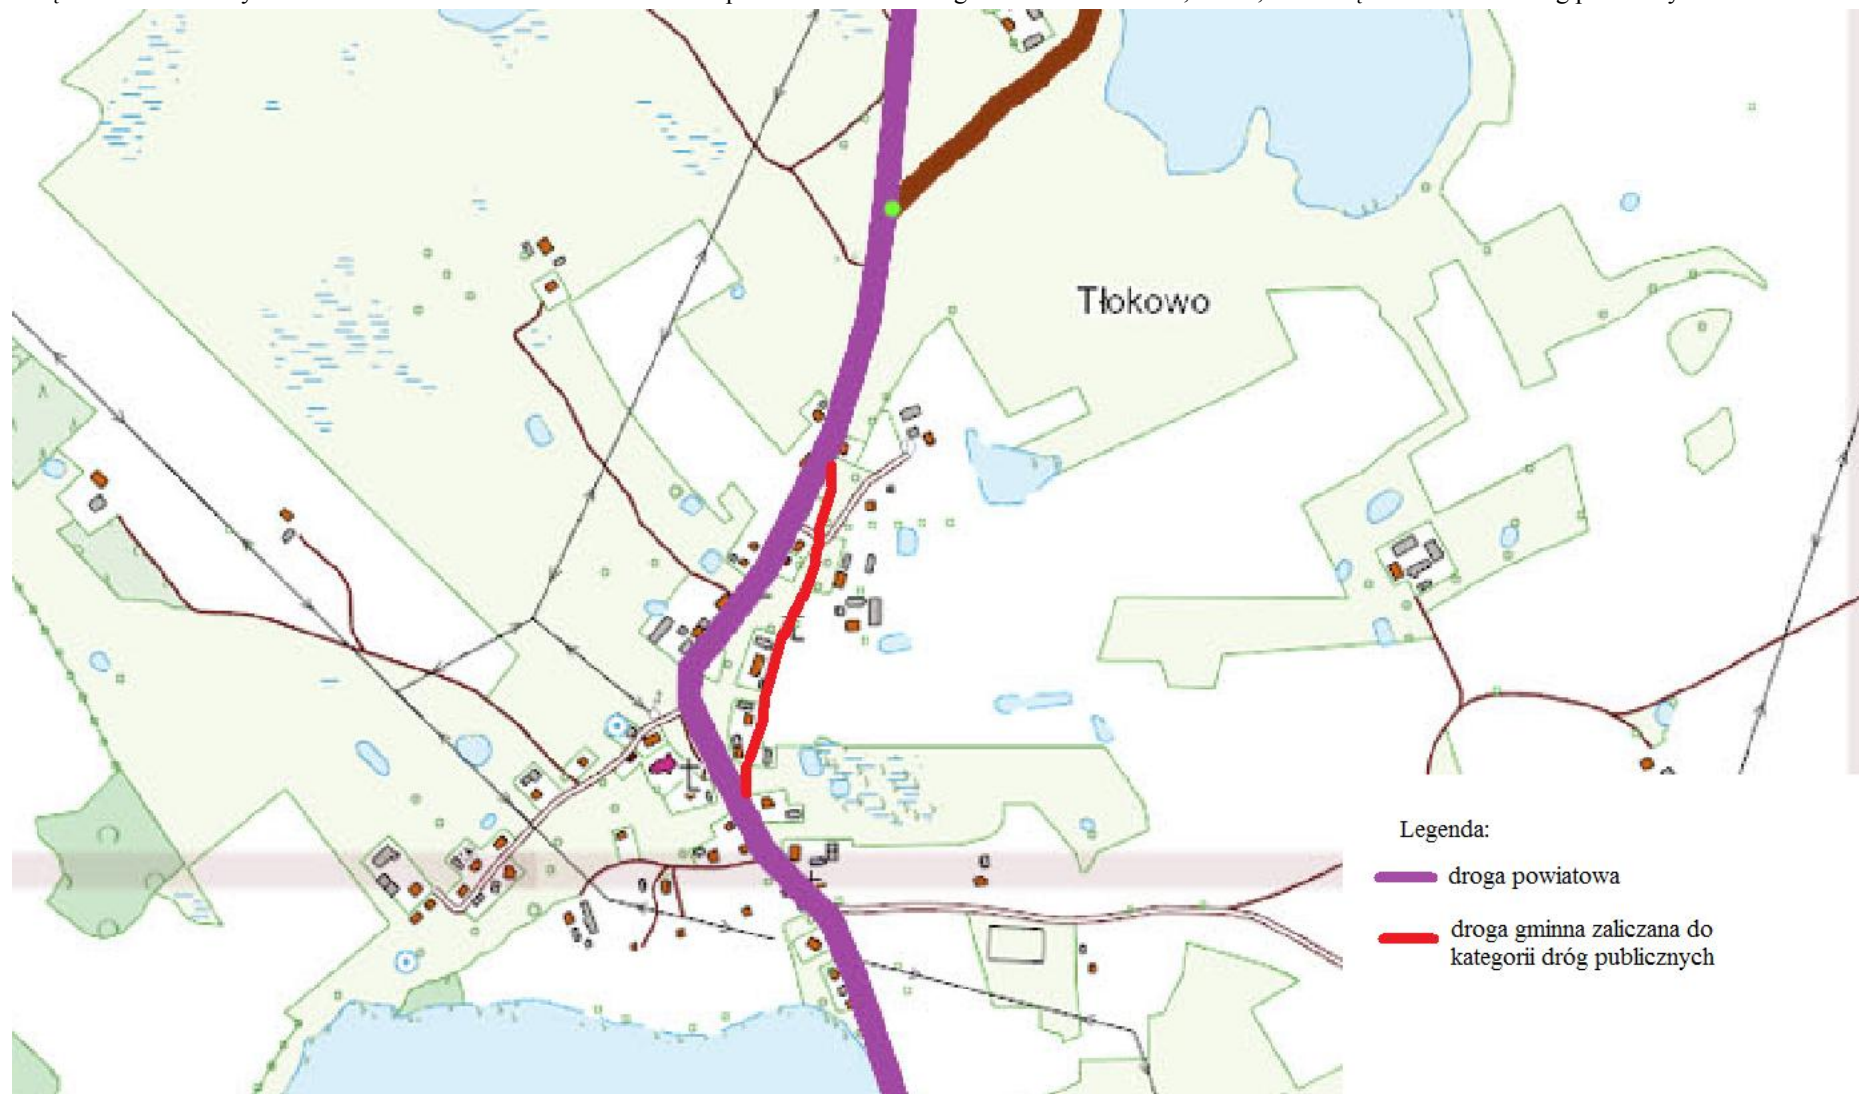 Tłokowo
Legenda:
droga powiatowa
droga gminna zaliczana do
kategorii dróg publicznych